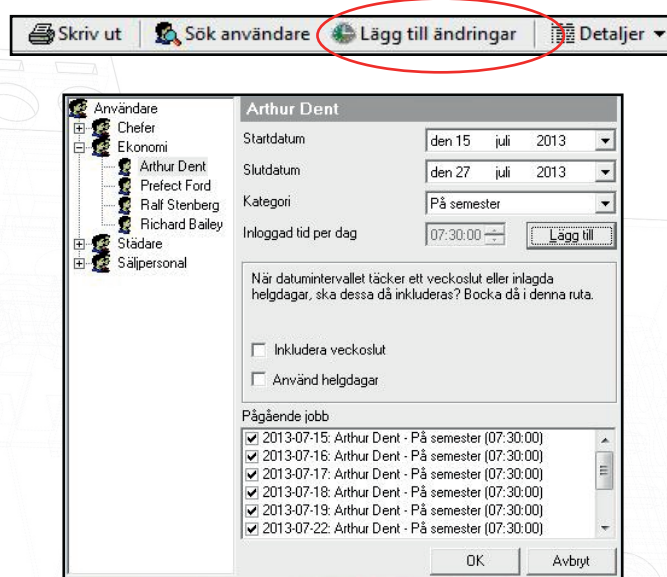 Skriv ut Sök användare Lägg till ändringar Detaljer
Användare
Chefer
Ekonomi
Arthur Dent
Prefect Ford
Ralf Stenberg
Richard Bailey
Städare
Säljpersonal
Arthur Dent
Startdatum den 15 juli 2013
Slutdatum den 27 juli 2013
Kategori På semester
Inloggad tid per dag 07:30:00 Lägg till
När datumintervallet täcker ett veckoslut eller inlagda
helgdagar, ska dessa då inkluderas? Bocka då i denna ruta.
Inkludera veckoslut
Använd helgdagar
Pågående jobb
2013-07-15: Arthur Dent - På semester (07:30:00)
2013-07-16: Arthur Dent - På semester (07:30:00)
2013-07-17: Arthur Dent - På semester (07:30:00)
2013-07-18: Arthur Dent - På semester (07:30:00)
2013-07-19: Arthur Dent - På semester (07:30:00)
2013-07-22: Arthur Dent - På semester (07:30:00)
OK Avbryt